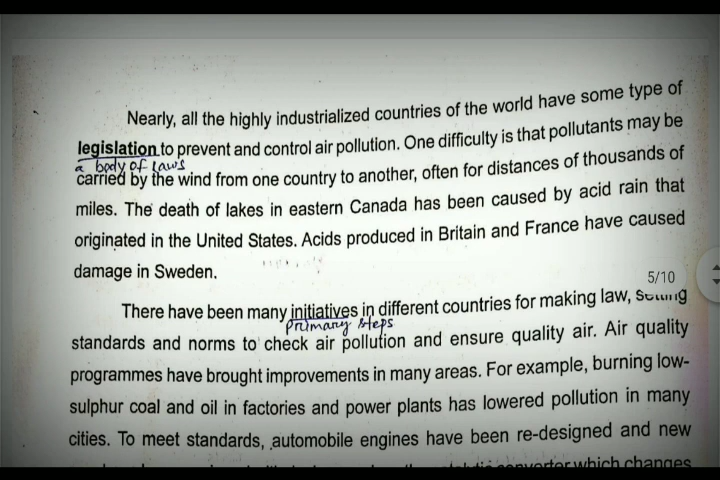 Nearly, all the highly industrialized countries of the world have some type of
legislation to prevent and control air pollution. One difficulty is that pollutants may be
a body of laws
carried by the wind from one country to another, often for distances of thousands of
miles. The death of lakes in eastern Canada has been caused by acid rain that
originated in the United States. Acids produced in Britain and France have caused
damage in Sweden.
5/10
There have been many initiatives in different countries for making law, setting
primary steps
standards and norms to check air pollution and ensure quality air. Air quality
programmes have brought improvements in many areas. For example, burning low-
sulphur coal and oil in factories and power plants has lowered pollution in many
cities. To meet standards, automobile engines have been re-designed and new
converter which changes